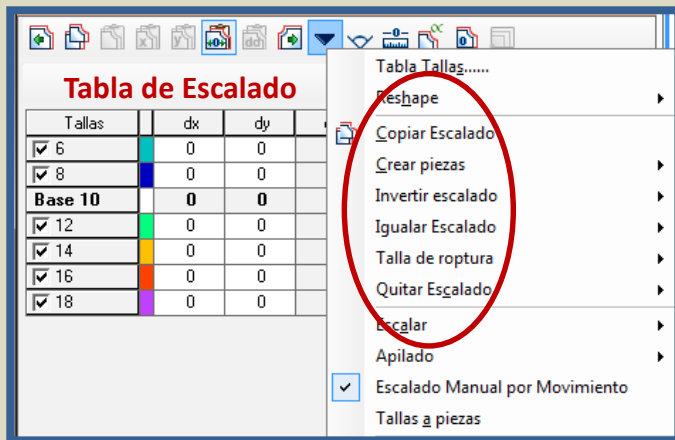 Tabla de Escalado
Tallas dx dy
6 0 0
8 0 0
Base 10 0 0
12 0 0
14 0 0
16 0 0
18 0 0
Tabla Tallas......
Reshape
Copiar Escalado
Crear piezas
Invertir escalado
Igualar Escalado
Talla de roptura
Quitar Escalado
Escalar
Apilado
Escalado Manual por Movimiento
Tallas a piezas